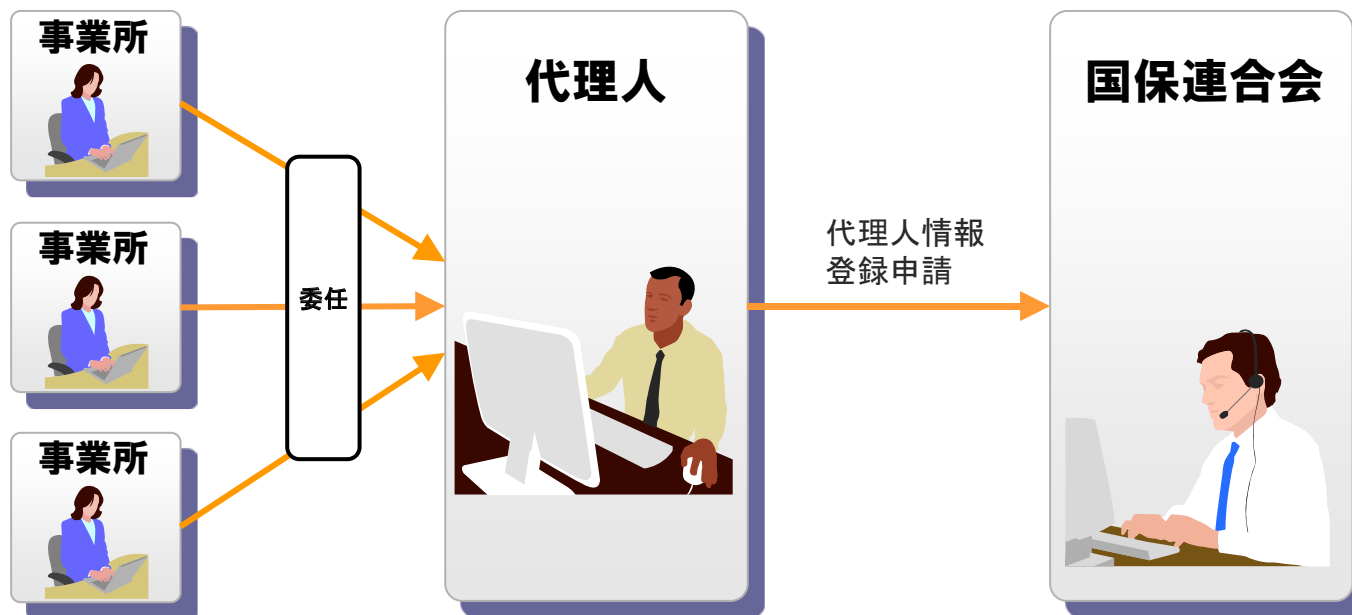 事業所
事業所
事業所
委任
代理人
代理人情報
登録申請
国保連合会